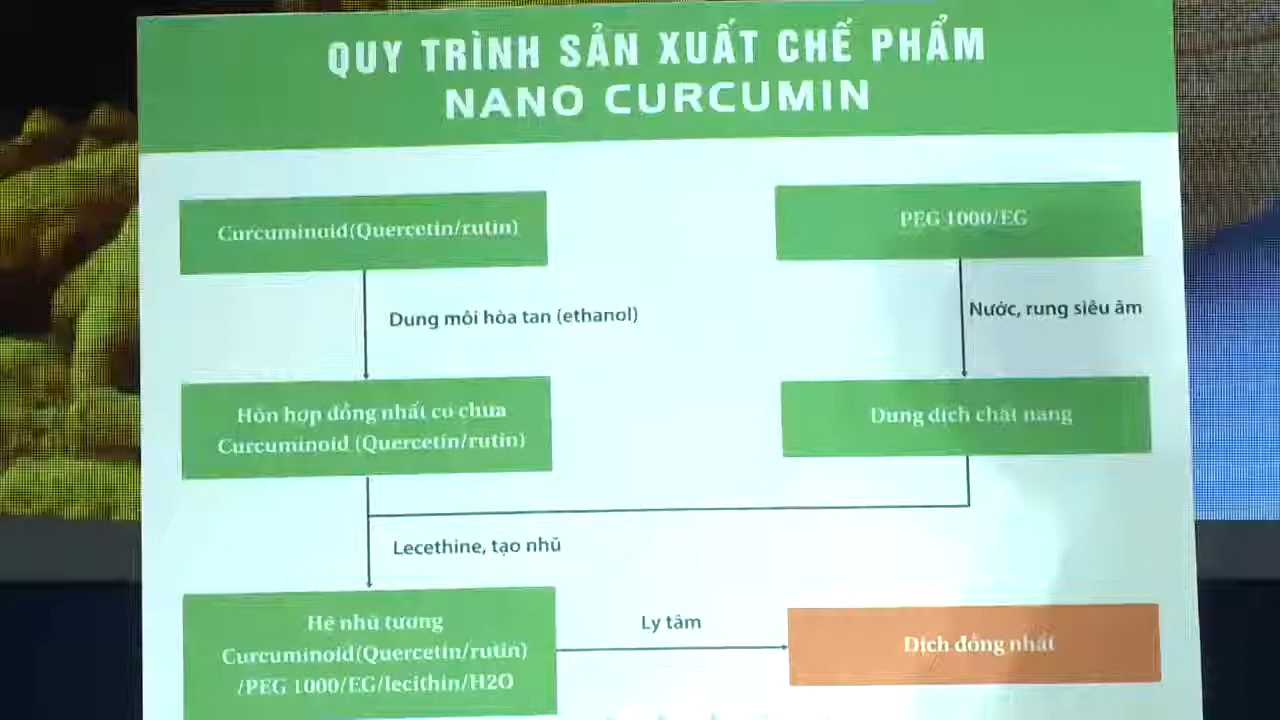 QUY TRÌNH SẢN XUẤT CHẾ PHẨM
NANO CURCUMIN
Curcuminoid(Quercetin/rutin)
PEG 1000/EG
Dung môi hòa tan (ethanol)
Nước, rung siêu âm
Hỗn hợp đồng nhất có chứa
Curcuminoid (Quercetin/rutin)
Dung dịch chất nang
Lecethine, tạo nhũ
Hệ nhũ tương
Curcuminoid(Quercetin/rutin)
/PEG 1000/EG/lecithin/H2O
Ly tâm
Dịch đồng nhất